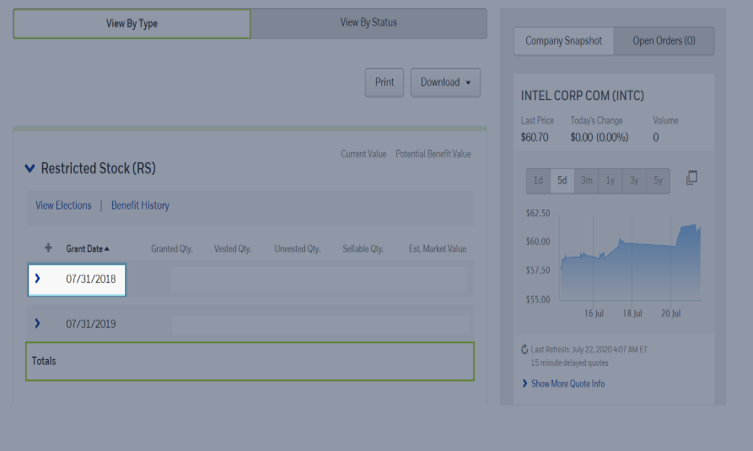 View By Type
View By Status
Print
Download
Current Value Potential Benefit Value
Restricted Stock (RS)
View Elections | Benefit History
+ Grant Date Granted Qty. Vested Qty. Unvested Qty. Sellable Qty. Est. Market Value
07/31/2018
07/31/2019
Totals
Company Snapshot
Open Orders (0)
INTEL CORP COM (INTC)
Last Price Today's Change Volume
$60.70 $0.00 (0.00%) 0
1d 5d 3m 1y 3y 5y
$62.50
$60.00
$57.50
$55.00
16 Jul 18 Jul 20 Jul
Last Refresh: July 22, 2020 4:07 AM ET
15 minute delayed quotes
Show More Quote Info